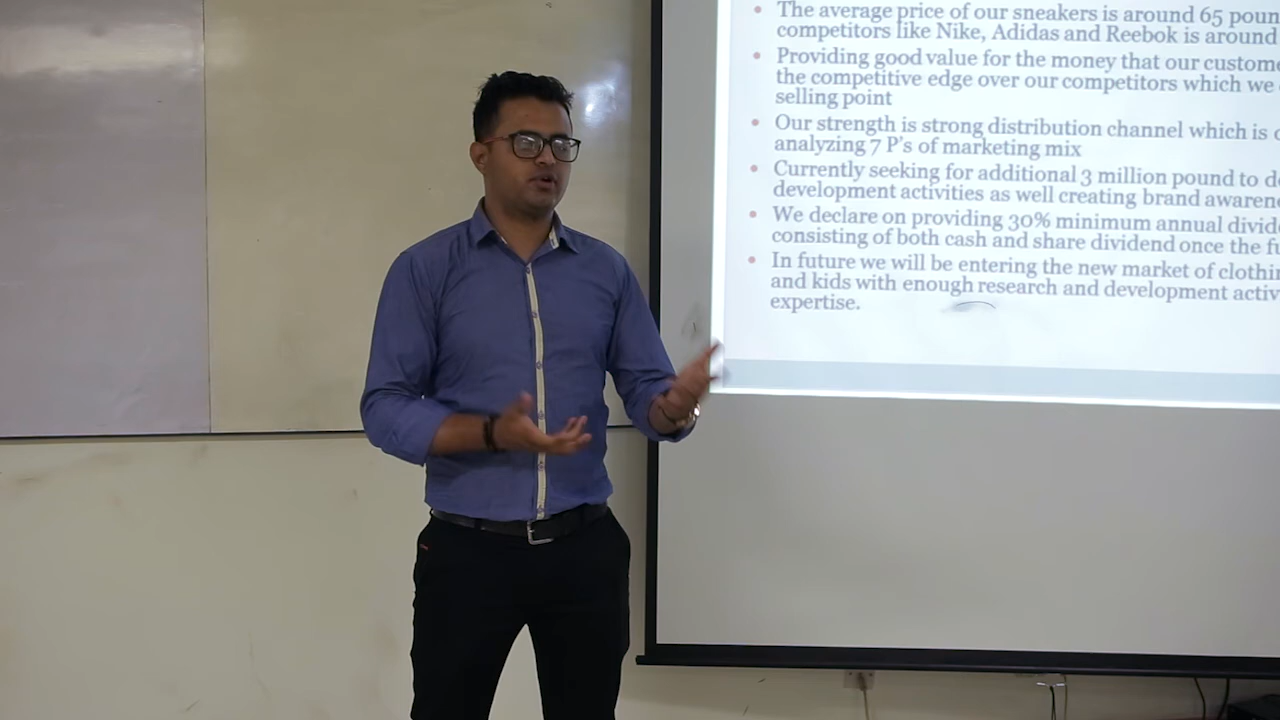 The average price of our sneakers is around 65 poun
competitors like Nike, Adidas and Reebok is around
Providing good value for the money that our custome
the competitive edge over our competitors which we
selling point
Our strength is strong distribution channel which is
analyzing 7 P's of marketing mix
Currently seeking for additional 3 million pound to d
development activities as well creating brand awaren
We declare on providing 30% minimum annual divid
consisting of both cash and share dividend once the f
In future we will be entering the new market of clothin
and kids with enough research and development activ
expertise.